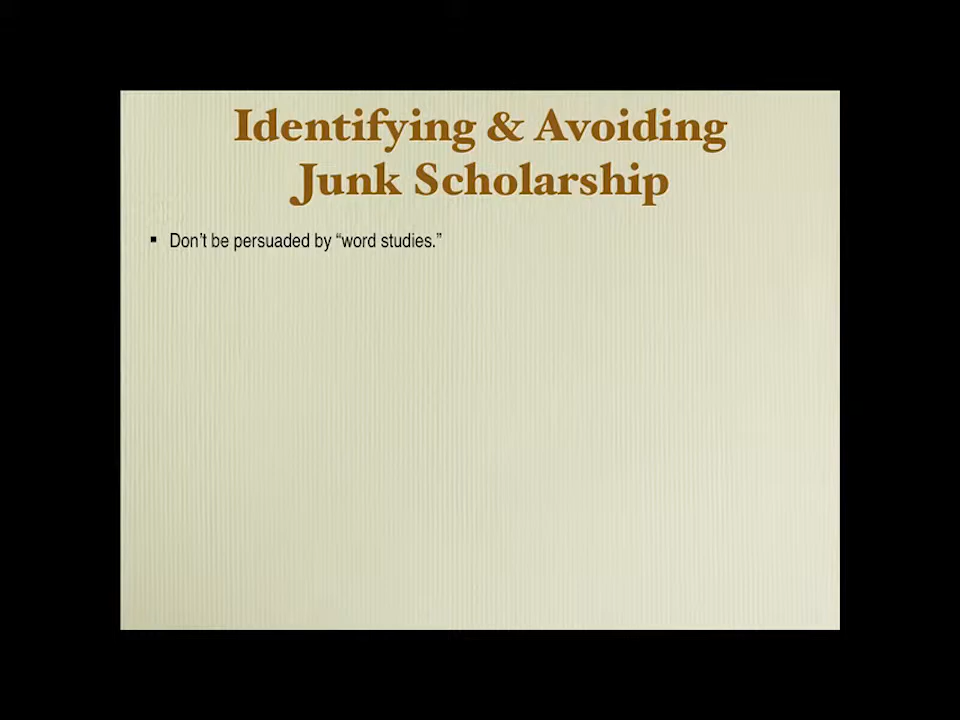 Identifying & Avoiding
Junk Scholarship
▪ Don’t be persuaded by “word studies.”